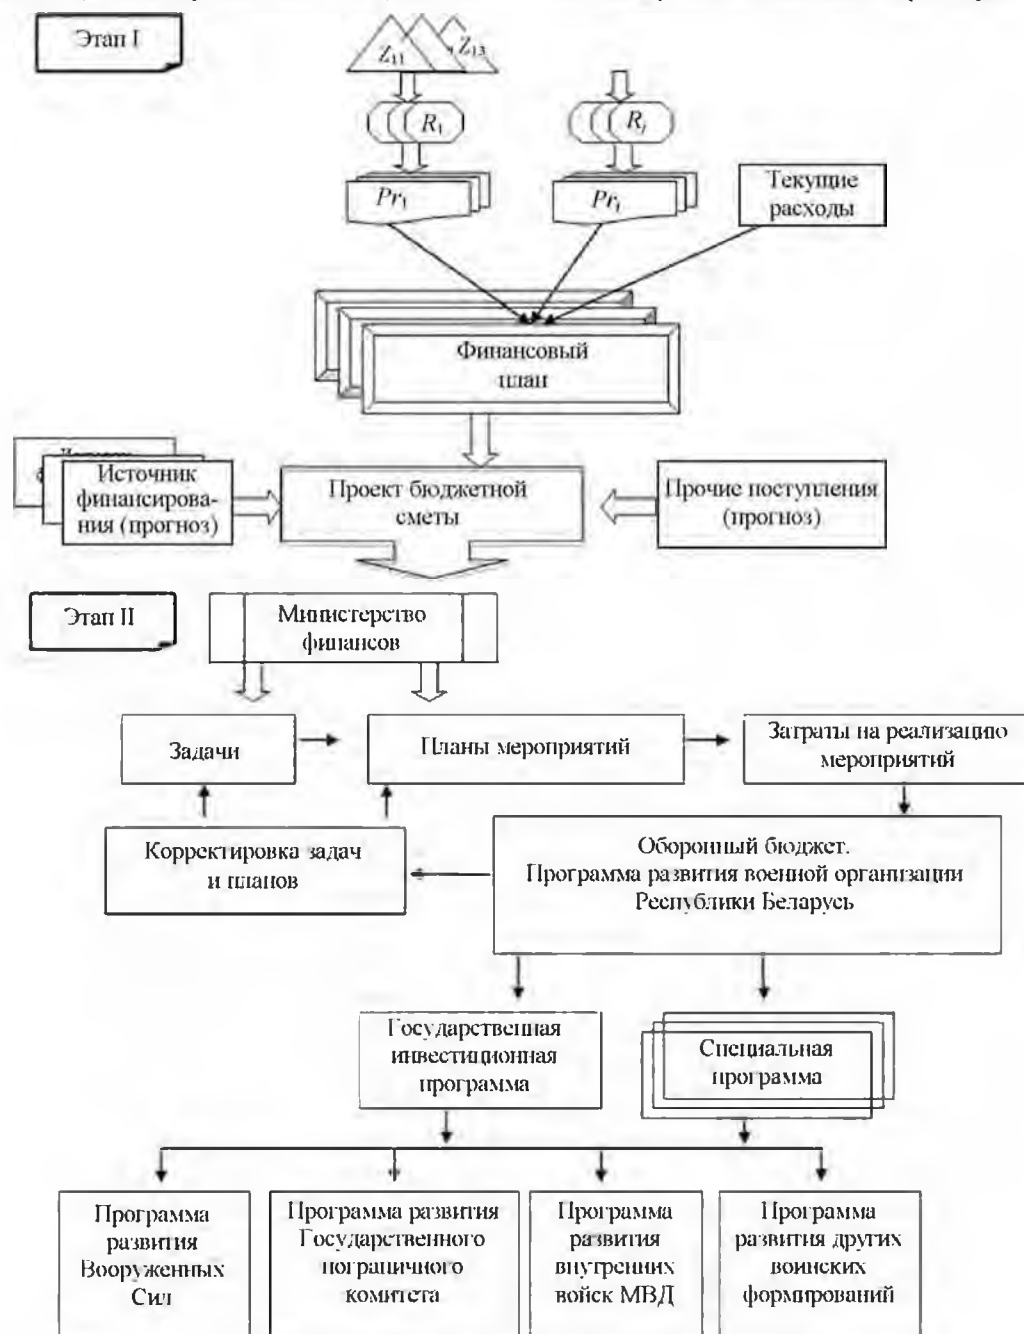 Этап I
Z₁₁
Z₁₃
R₁
Pr₁
Текущие
расходы
Финансовый
план
Источник
финансирова-
ния (прогноз)
Проект бюджетной
сметы
Прочие поступления
(прогноз)
Этап II
Министерство
финансов
Задачи
Планы мероприятий
Затраты на реализацию
мероприятий
Корректировка задач
и планов
Оборонный бюджет.
Программа развития военной организации
Республики Беларусь
Государственная
инвестиционная
программа
Специальная
программа
Программа
развития
Вооруженных
Сил
Программа развития
Государственного
пограничного
комитета
Программа
развития
внутренних
войск МВД
Программа
развития других
воинских
формирований